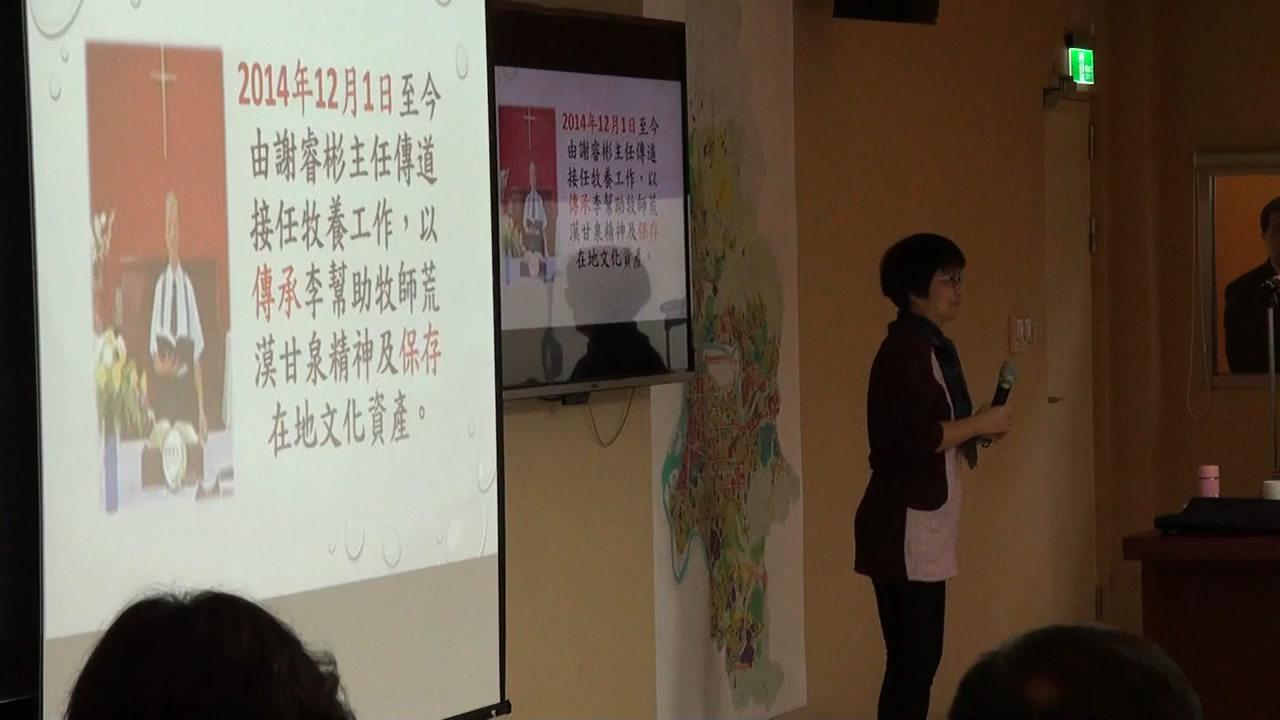 2014年12月1日至今
由謝睿彬主任傳道
接任牧養工作，以
傳承李幫助牧師荒
漠甘泉精神及保存
在地文化資產。
2014年12月1日至今
由謝睿彬主任傳道
接任牧養工作，以
傳承李幫助牧師荒
漠甘泉精神及保存
在地文化資產。